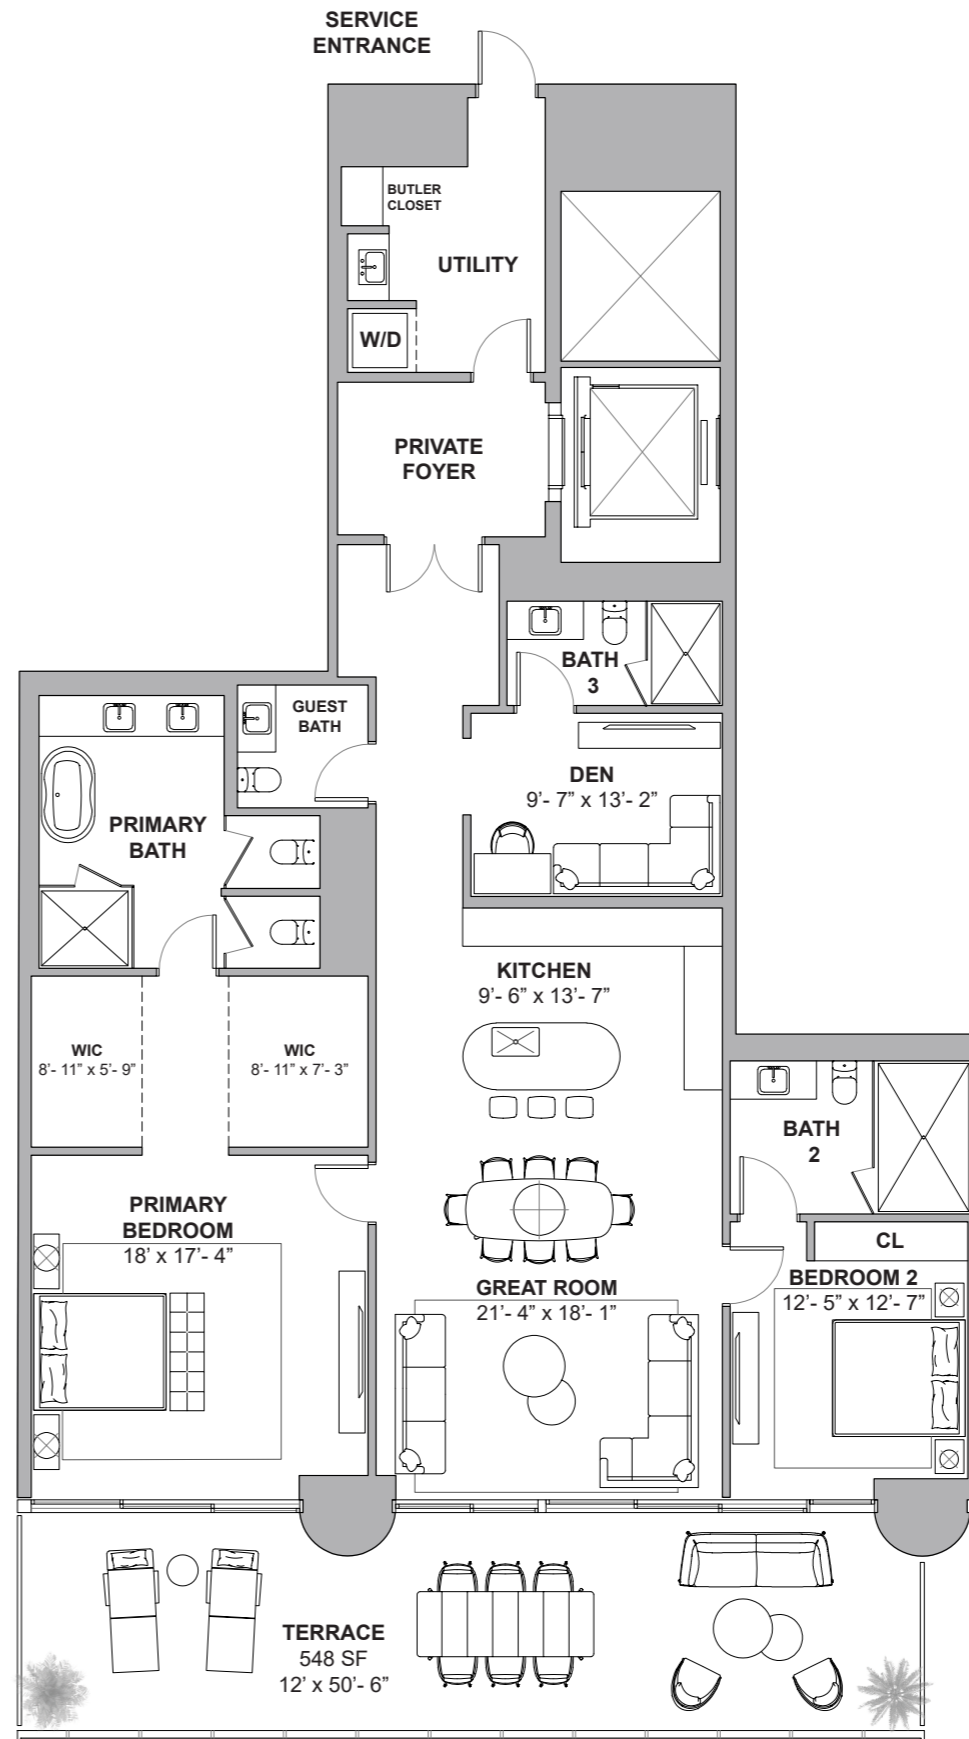 SERVICE
ENTRANCE
BUTLER
CLOSET
UTILITY
W/D
PRIVATE
FOYER
BATH
3
GUEST
BATH
DEN
9'- 7” x 13'- 2”
PRIMARY
BATH
KITCHEN
9'- 6” x 13'- 7”
WIC
8'- 11” x 5'- 9”
WIC
8'- 11” x 7'- 3”
BATH
2
PRIMARY
BEDROOM
18' x 17'- 4”
CL
GREAT ROOM
21'- 4” x 18'- 1”
BEDROOM 2
12'- 5” x 12'- 7”
TERRACE
548 SF
12' x 50'- 6”